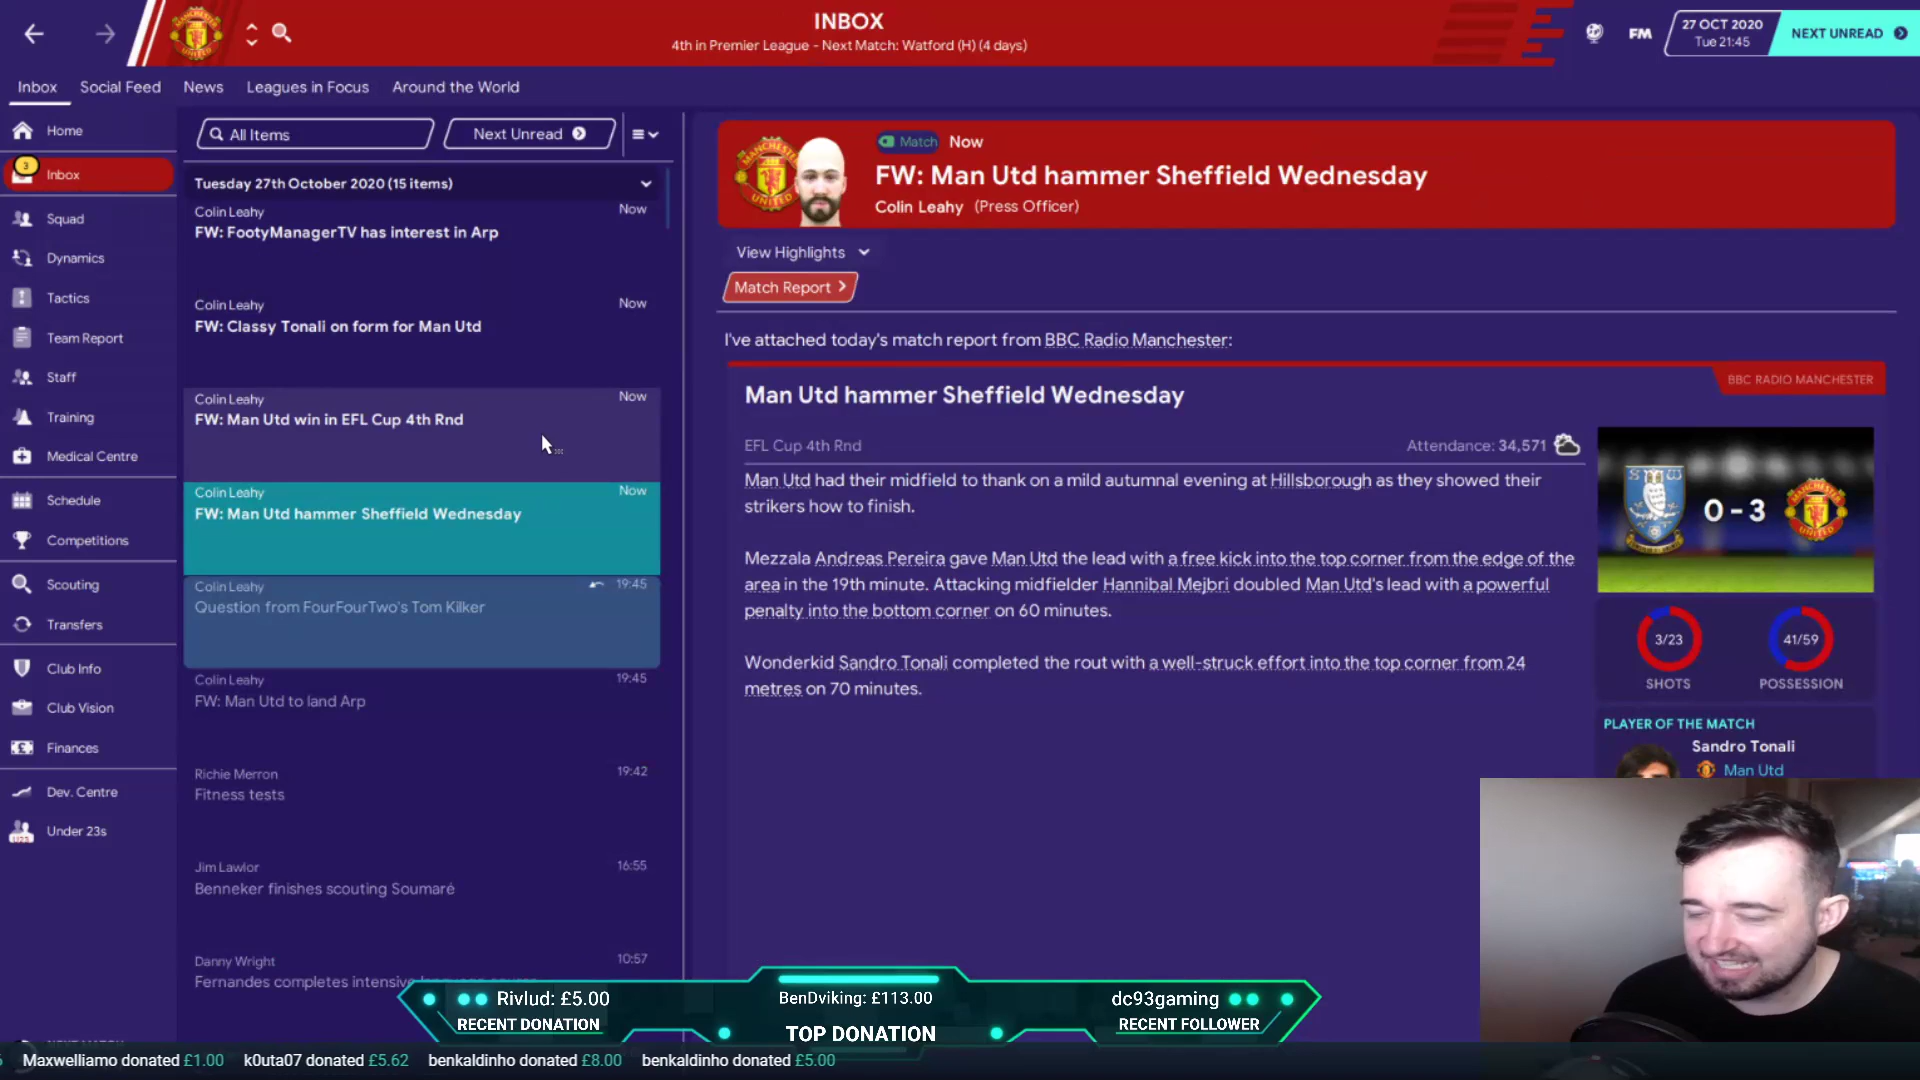 INBOX
4th in Premier League - Next Match: Watford (H) (4 days)
FM
27 OCT 2020
Tue 21:45
NEXT UNREAD
Inbox
Social Feed
News
Leagues in Focus
Around the World
Home
3
Inbox
Squad
Dynamics
Tactics
Team Report
Staff
Training
Medical Centre
Schedule
Competitions
Scouting
Transfers
Club Info
Club Vision
Finances
Dev. Centre
Under 23s
All Items
Next Unread
Tuesday 27th October 2020 (15 items)
Colin Leahy
Now
FW: FootyManagerTV has interest in Arp
Colin Leahy
Now
FW: Classy Tonali on form for Man Utd
Colin Leahy
Now
FW: Man Utd win in EFL Cup 4th Rnd
Colin Leahy
Now
FW: Man Utd hammer Sheffield Wednesday
Colin Leahy
19:45
Question from FourFourTwo's Tom Kilker
Colin Leahy
19:45
FW: Man Utd to land Arp
Richie Merron
19:42
Fitness tests
Jim Lawlor
16:55
Benneker finishes scouting Soumaré
Danny Wright
10:57
Fernandes completes intensive
Match
Now
FW: Man Utd hammer Sheffield Wednesday
Colin Leahy (Press Officer)
View Highlights
Match Report
I've attached today's match report from BBC Radio Manchester:
BBC RADIO MANCHESTER
Man Utd hammer Sheffield Wednesday
EFL Cup 4th Rnd
Attendance: 34,571
Man Utd had their midfield to thank on a mild autumnal evening at Hillsborough as they showed their
strikers how to finish.
Mezzala Andreas Pereira gave Man Utd the lead with a free kick into the top corner from the edge of the
area in the 19th minute. Attacking midfielder Hannibal Mejbri doubled Man Utd's lead with a powerful
penalty into the bottom corner on 60 minutes.
Wonderkid Sandro Tonali completed the rout with a well-struck effort into the top corner from 24
metres on 70 minutes.
0 - 3
3/23
SHOTS
41/59
POSSESSION
PLAYER OF THE MATCH
Sandro Tonali
Man Utd
Rivlud: £5.00
RECENT DONATION
BenDviking: £113.00
TOP DONATION
dc93gaming
RECENT FOLLOWER
Maxwelliamo donated £1.00 k0uta07 donated £5.62 benkaldinho donated £8.00 benkaldinho donated £5.00